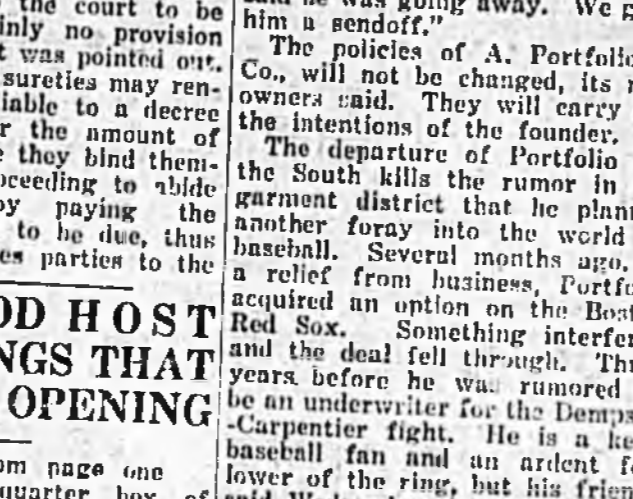 the court to be
inly no provision
t was pointed out.
sureties may ren-
iable to a decree
r the amount of
e they bind them-
oceeding to abide
by paying the
to be due, thus
es parties to the
OD HOST
NGS THAT
OPENING
om page one
quarter box of
said he was going away. We g
him a sendoff."
The policies of A. Portfolio
Co., will not be changed, its n
owners said. They will carry
the intentions of the founder.
The departure of Portfolio
the South kills the rumor in
garment district that he plan
another foray into the world
baseball. Several months ago.
a relief from business, Portfo
acquired an option on the Bost
Red Sox. Something interfer
and the deal fell through. Thr
years before he was rumored
be an underwriter for the Demps
-Carpentier fight. He is a ke
baseball fan and an ardent fo
lower of the ring, but his frien